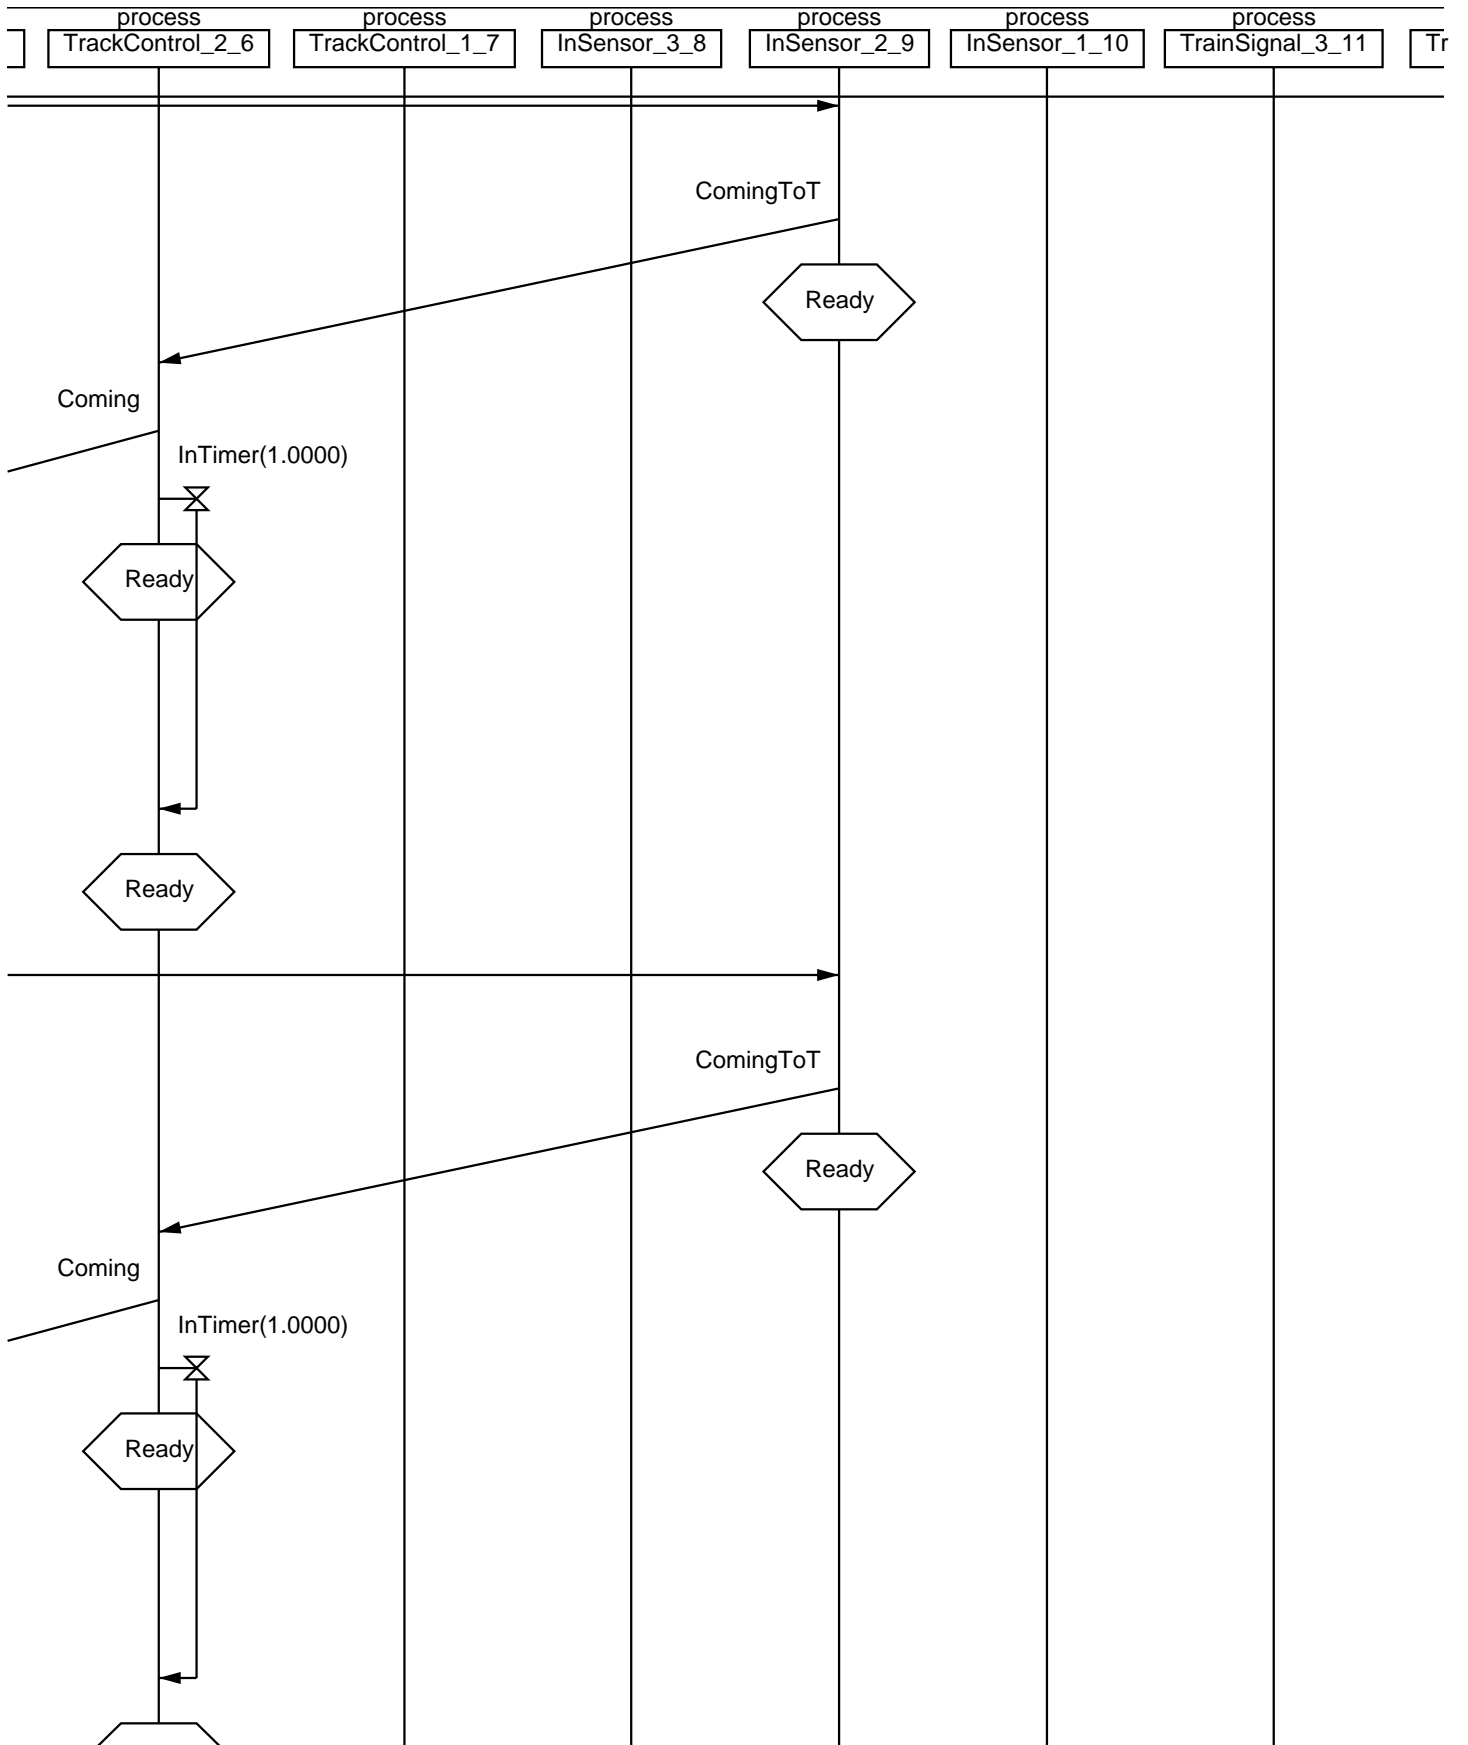 process process process process process process
TrackControl_2_6 TrackControl_1_7 InSensor_3_8 InSensor_2_9 InSensor_1_10 TrainSignal_3_11 Tr
ComingToT
Ready
Coming
InTimer(1.0000)
Ready
Ready
ComingToT
Ready
Coming
InTimer(1.0000)
Ready